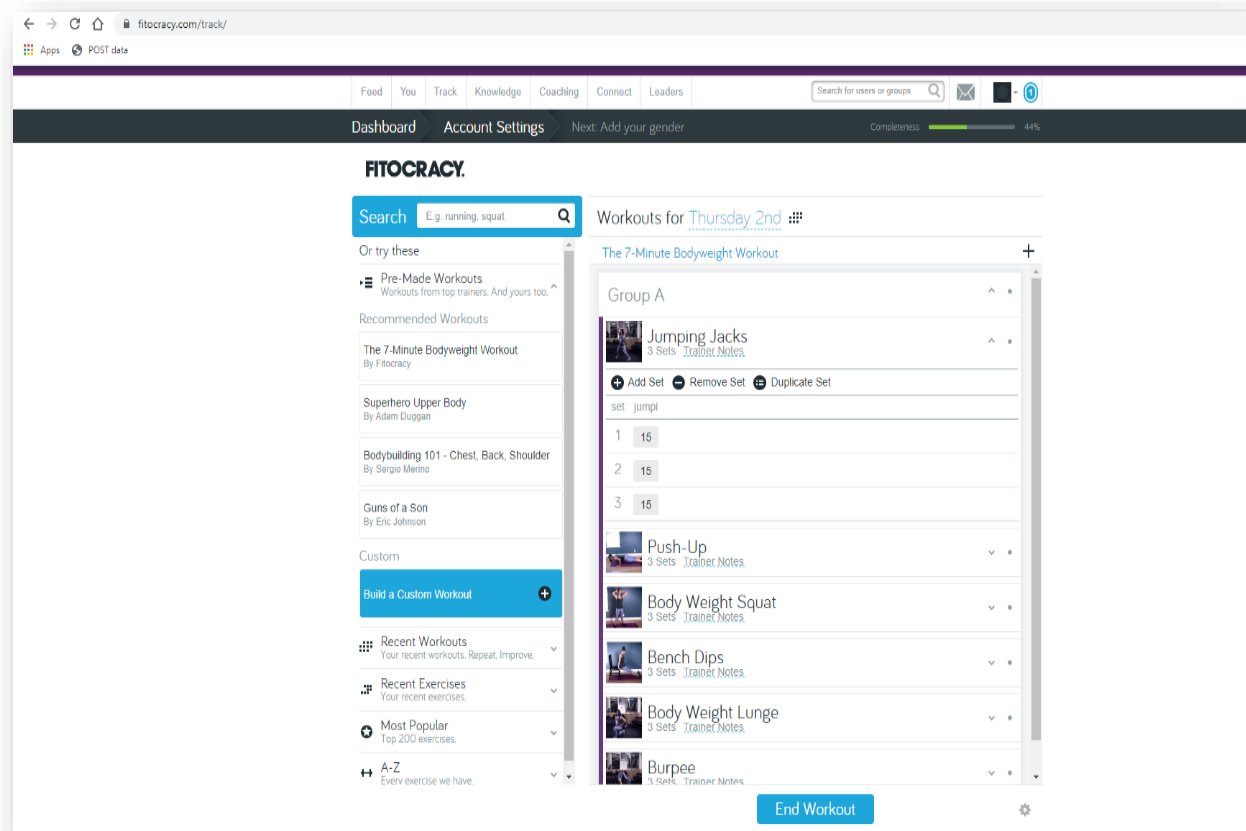 fitocracy.com/track/
Apps POST data
Feed You Track Knowledge Coaching Connect Leaders Search for users or groups 1
Dashboard Account Settings Next: Add your gender Completeness 44%
FITOCRACY.
Search E.g. running, squat
Or try these
Pre-Made Workouts
Workouts from top trainers. And yours too.
Recommended Workouts
The 7-Minute Bodyweight Workout
By Fitocracy
Superhero Upper Body
By Adam Duggan
Bodybuilding 101 - Chest, Back, Shoulder
By Sergio Merino
Guns of a Son
By Eric Johnson
Custom
Build a Custom Workout
Recent Workouts
Your recent workouts. Repeat. Improve.
Recent Exercises
Your recent exercises.
Most Popular
Top 200 exercises.
A-Z
Every exercise we have.
Workouts for Thursday 2nd
The 7-Minute Bodyweight Workout
Group A
Jumping Jacks
3 Sets Trainer Notes
Add Set Remove Set Duplicate Set
set jumpi
1 15
2 15
3 15
Push-Up
3 Sets Trainer Notes
Body Weight Squat
3 Sets Trainer Notes
Bench Dips
3 Sets Trainer Notes
Body Weight Lunge
3 Sets Trainer Notes
Burpee
3 Sets Trainer Notes
End Workout